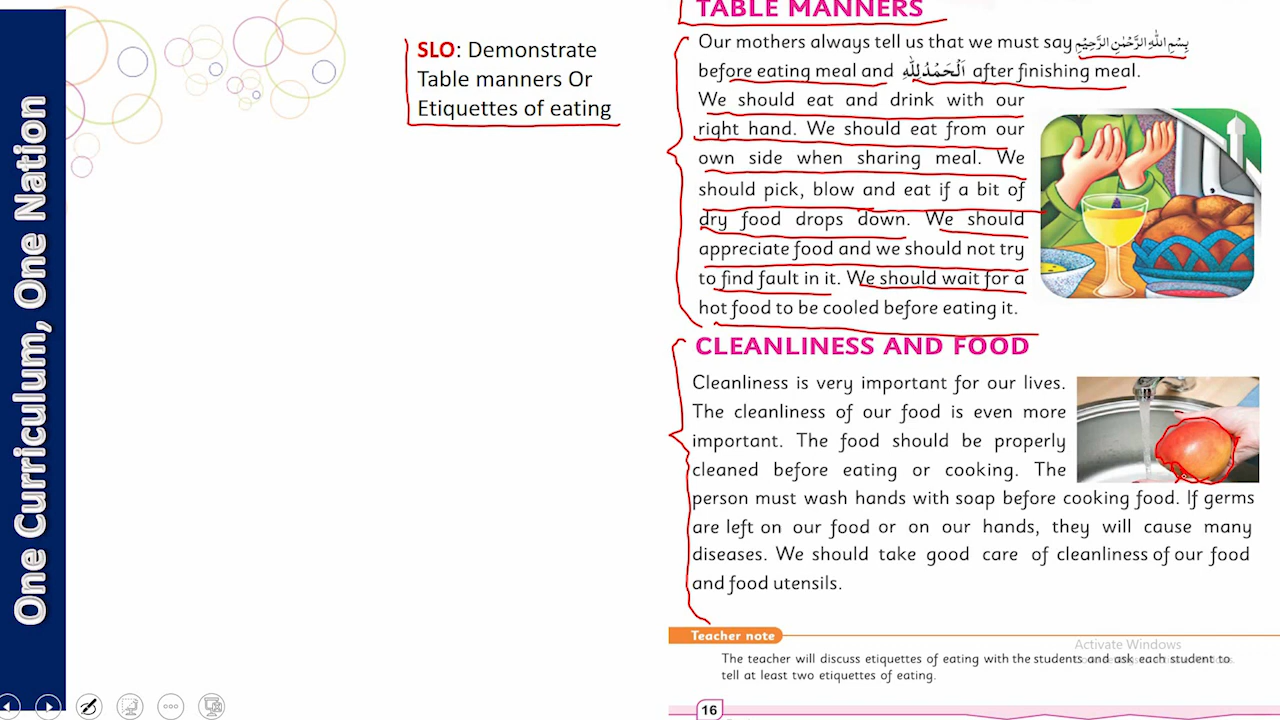 One Curriculum, One Nation
SLO: Demonstrate
Table manners Or
Etiquettes of eating
TABLE MANNERS
Our mothers always tell us that we must say بِسْمِ اللهِ الرَّحْمٰنِ الرَّحِيْمِ
before eating meal and اَلْحَمْدُلِلّٰهِ after finishing meal.
We should eat and drink with our
right hand. We should eat from our
own side when sharing meal. We
should pick, blow and eat if a bit of
dry food drops down. We should
appreciate food and we should not try
to find fault in it. We should wait for a
hot food to be cooled before eating it.
CLEANLINESS AND FOOD
Cleanliness is very important for our lives.
The cleanliness of our food is even more
important. The food should be properly
cleaned before eating or cooking. The
person must wash hands with soap before cooking food. If germs
are left on our food or on our hands, they will cause many
diseases. We should take good care of cleanliness of our food
and food utensils.
Teacher note
Activate Windows
The teacher will discuss etiquettes of eating with the students and ask each student to
tell at least two etiquettes of eating.
16